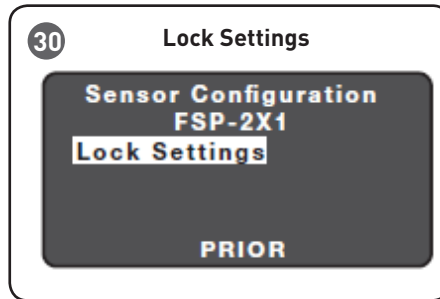 30 Lock Settings
Sensor Configuration
FSP-2X1
Lock Settings
PRIOR